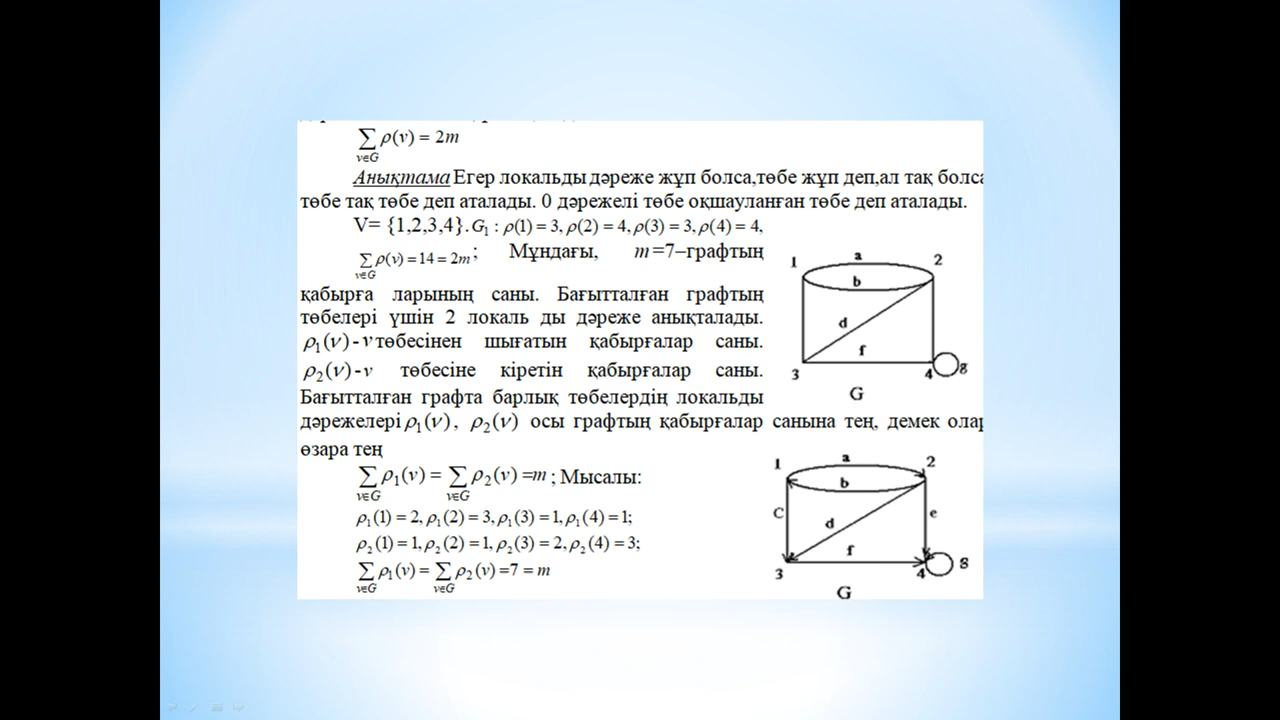 ∑ ρ(v) = 2m
v∈G
Анықтама Егер локальды дәреже жұп болса,төбе жұп деп,ал тақ болса
төбе тақ төбе деп аталады. 0 дәрежелі төбе оқшауланған төбе деп аталады.
V= {1,2,3,4}. G₁ : ρ(1) = 3, ρ(2) = 4, ρ(3) = 3, ρ(4) = 4,
∑ ρ(v) = 14 = 2m ; Мұндағы, m =7–графтың
v∈G
қабырға ларының саны. Бағытталған графтың
төбелері үшін 2 локаль ды дәреже анықталады.
ρ₁(v) - v төбесінен шығатын қабырғалар саны.
ρ₂(v) - v төбесіне кіретін қабырғалар саны.
Бағытталған графта барлық төбелердің локальды
дәрежелері ρ₁(v), ρ₂(v) осы графтың қабырғалар санына тең, демек олар
өзара тең
∑ ρ₁(v) = ∑ ρ₂(v) =m ; Мысалы:
v∈G v∈G
ρ₁(1) = 2, ρ₁(2) = 3, ρ₁(3) = 1, ρ₁(4) = 1;
ρ₂(1) = 1, ρ₂(2) = 1, ρ₂(3) = 2, ρ₂(4) = 3;
∑ ρ₁(v) = ∑ ρ₂(v) =7 = m
v∈G v∈G
1 a 2
b
d
f
3 4 g
G
1 a 2
b
C d e
f
3 4 g
G